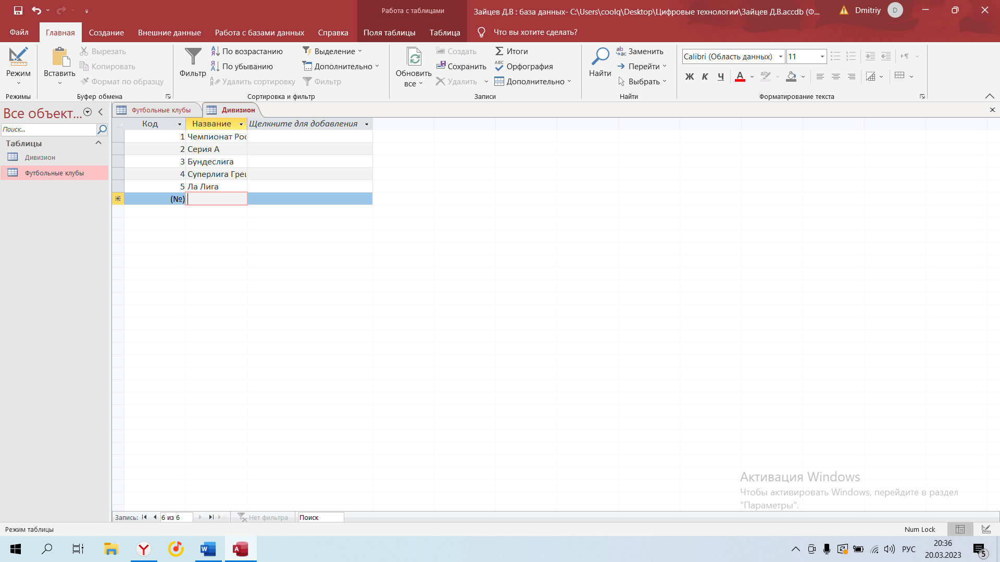 Работа с таблицами
Зайцев Д.В : база данных- C:\Users\coolq\Desktop\Цифровые технологии\Зайцев Д.В.accdb (Ф...
Dmitriy
D
Файл
Главная
Создание
Внешние данные
Работа с базами данных
Справка
Поля таблицы
Таблица
Что вы хотите сделать?
Режим
Режимы
Вставить
Вырезать
Копировать
Формат по образцу
Буфер обмена
Фильтр
По возрастанию
По убыванию
Удалить сортировку
Выделение
Дополнительно
Фильтр
Сортировка и фильтр
Обновить
все
Создать
Сохранить
Удалить
Итоги
Орфография
Дополнительно
Записи
Найти
Заменить
Перейти
Выбрать
Найти
Calibri (Область данных)
11
Ж К Ч А
Форматирование текста
Все объект...
Поиск...
Таблицы
Дивизион
Футбольные клубы
Футбольные клубы
Дивизион
Код Название Щелкните для добавления
1 Чемпионат Рос
2 Серия А
3 Бундеслига
4 Суперлига Грец
5 Ла Лига
(№)
Активация Windows
Чтобы активировать Windows, перейдите в раздел
"Параметры".
Запись:
6 из 6
Нет фильтра
Поиск
Режим таблицы
Num Lock
РУС
20:36
20.03.2023
5